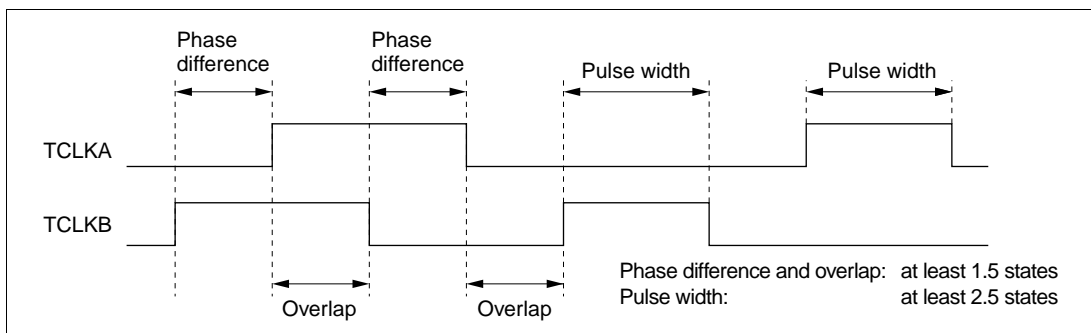 Phase
difference
Phase
difference
Pulse width
Pulse width
TCLKA
TCLKB
Overlap
Overlap
Phase difference and overlap: at least 1.5 states
Pulse width: at least 2.5 states